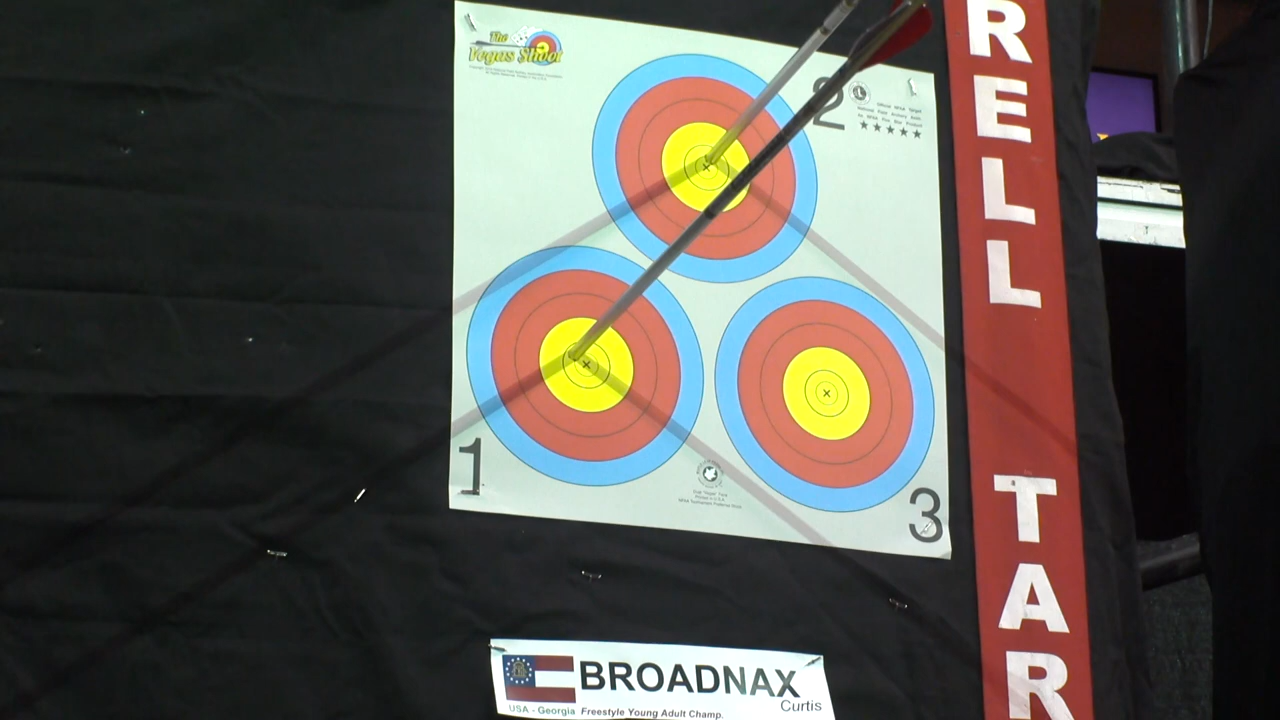 The
Vegas Shoot
2
1
3
RELL TAR
BROADNAX
Curtis
USA - Georgia Freestyle Young Adult Champ.